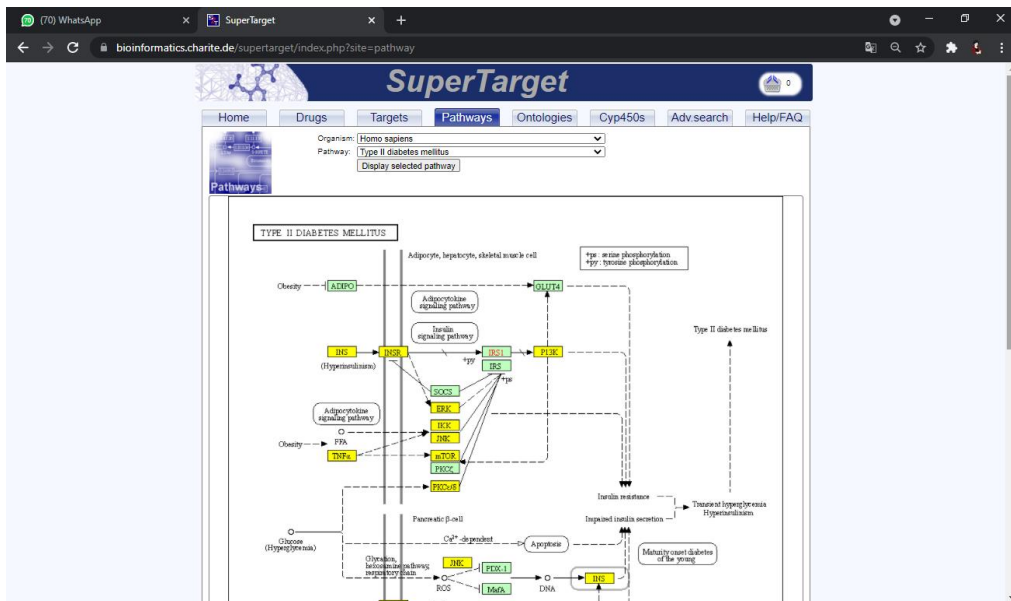 (70) WhatsApp
SuperTarget
bioinformatics.charite.de/supertarget/index.php?site=pathway
SuperTarget
0
Home Drugs Targets Pathways Ontologies Cyp450s Adv.search Help/FAQ
Organism: Homo sapiens
Pathway: Type II diabetes mellitus
Display selected pathway
Pathways
TYPE II DIABETES MELLITUS
Adipocyte, hepatocyte, skeletal muscle cell
+ps : serine phosphorylation
+py : tyrosine phosphorylation
Obesity
ADIPO
GLUT4
Adipocytokine
signaling pathway
Insulin
signaling pathway
Type II diabetes mellitus
INS
INSR
IRS1
PI3K
(Hyperinsulinism)
+py
IRS
+ps
SOCS
ERK
Adipocytokine
signaling pathway
IKK
JNK
FFA
Obesity
TNFα
mTOR
PKCζ
PKCε/δ
Insulin resistance
Transient hyperglycemia
Hyperinsulinism
Pancreatic β-cell
Impaired insulin secretion
Glucose
(Hyperglycemia)
Ca2+ -dependent
Apoptosis
Maturity onset diabetes
of the young
Glycation,
hexosamine pathway,
respiratory chain
JNK
PDX-1
ROS
MafA
DNA
INS